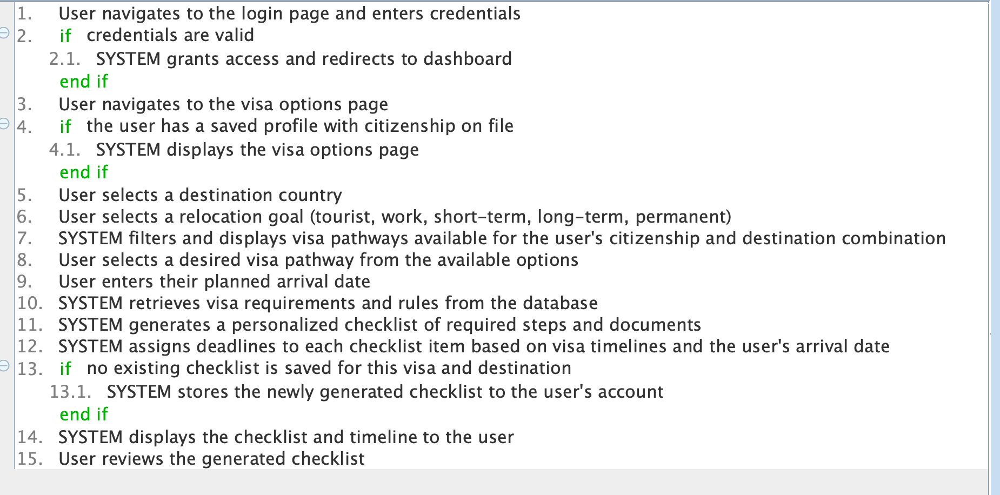 1. User navigates to the login page and enters credentials
2. if credentials are valid
2.1. SYSTEM grants access and redirects to dashboard
end if
3. User navigates to the visa options page
4. if the user has a saved profile with citizenship on file
4.1. SYSTEM displays the visa options page
end if
5. User selects a destination country
6. User selects a relocation goal (tourist, work, short-term, long-term, permanent)
7. SYSTEM filters and displays visa pathways available for the user's citizenship and destination combination
8. User selects a desired visa pathway from the available options
9. User enters their planned arrival date
10. SYSTEM retrieves visa requirements and rules from the database
11. SYSTEM generates a personalized checklist of required steps and documents
12. SYSTEM assigns deadlines to each checklist item based on visa timelines and the user's arrival date
13. if no existing checklist is saved for this visa and destination
13.1. SYSTEM stores the newly generated checklist to the user's account
end if
14. SYSTEM displays the checklist and timeline to the user
15. User reviews the generated checklist